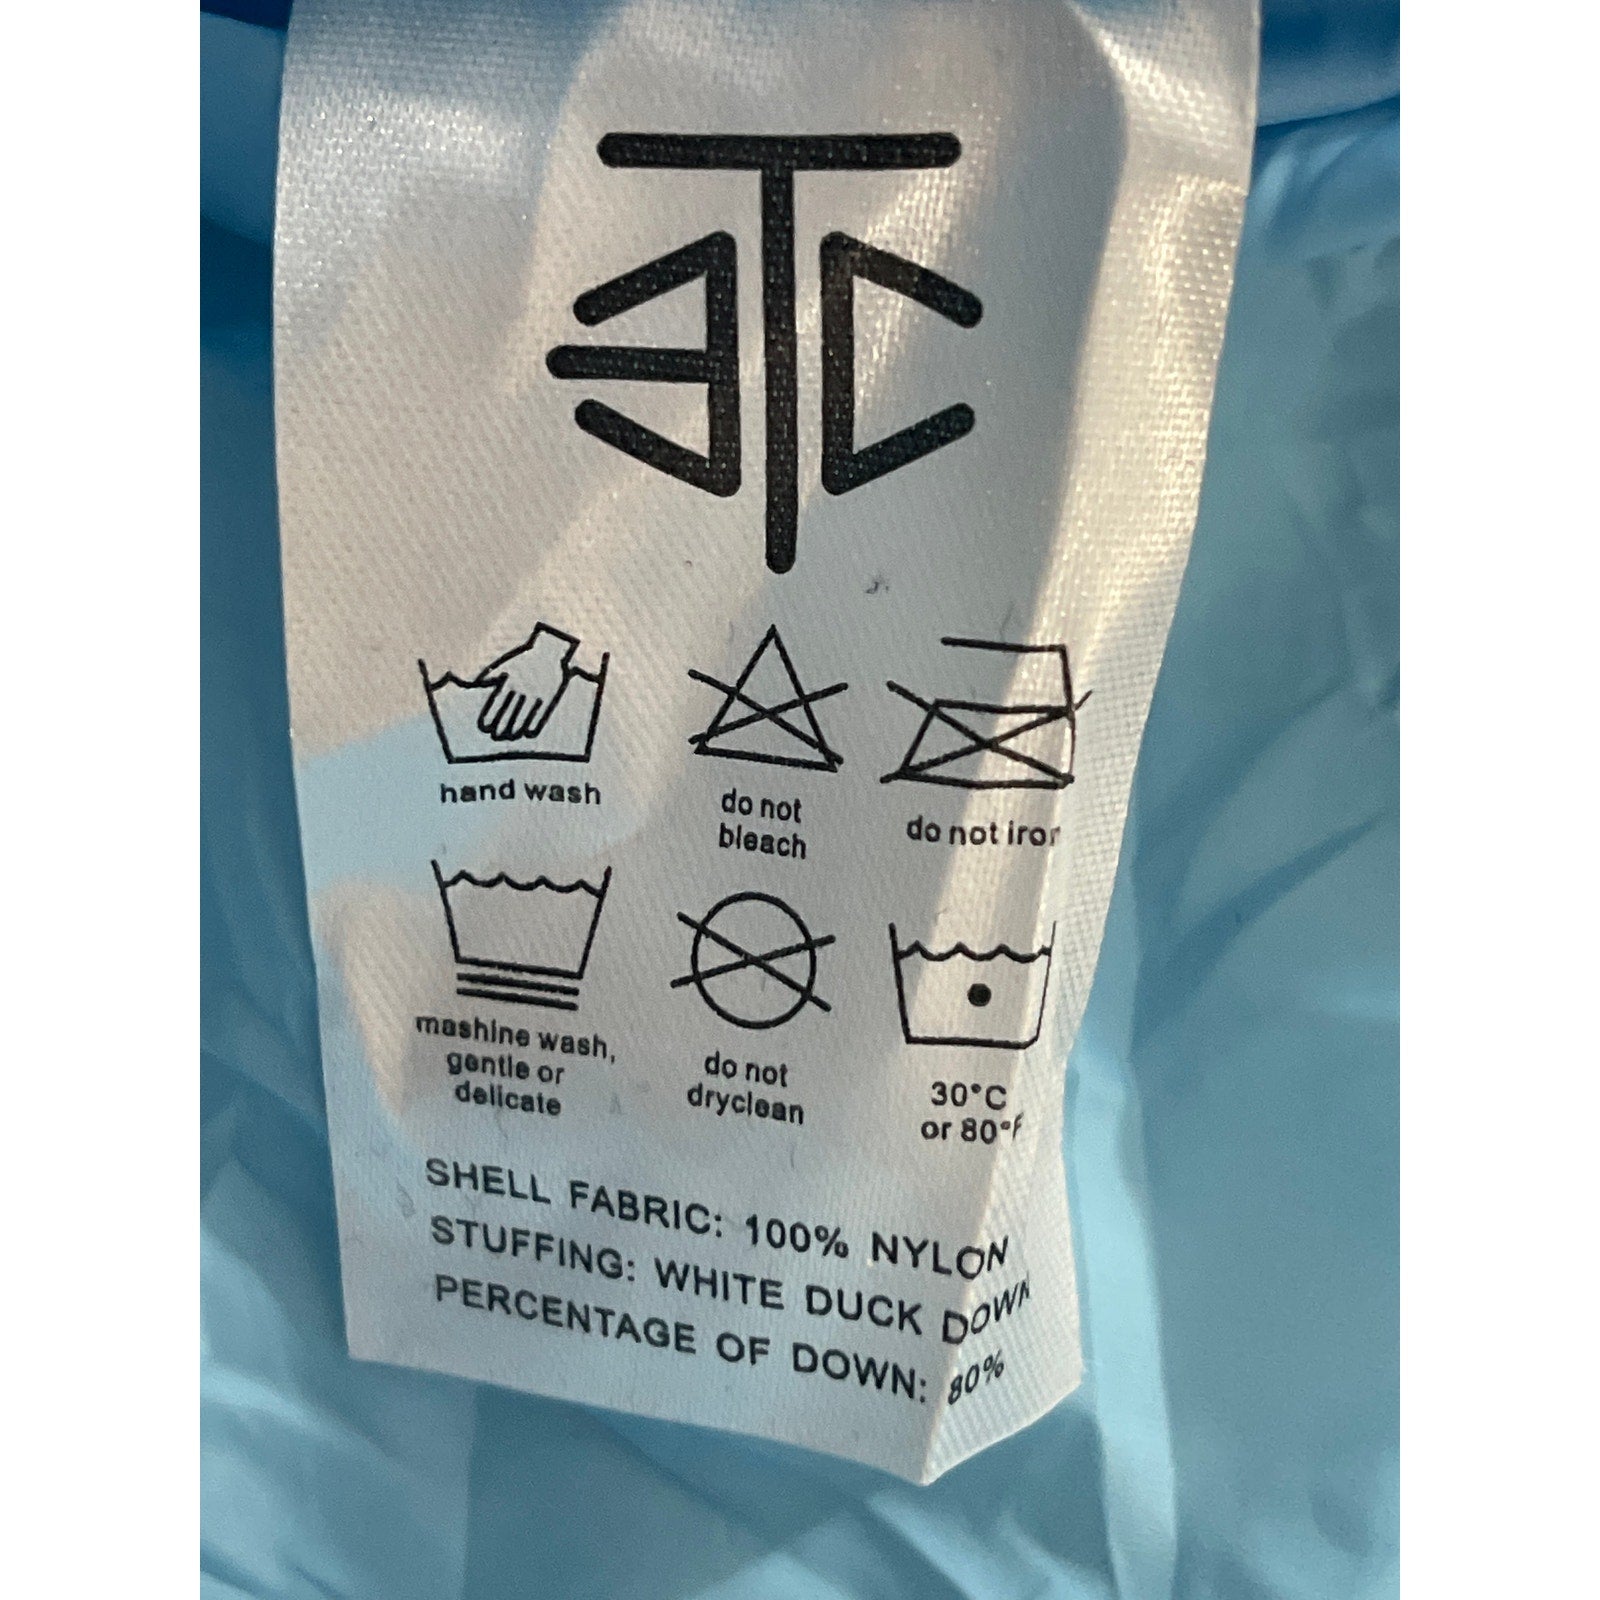 hand wash
do not
bleach
do not iron
mashine wash,
gentle or
delicate
do not
dryclean
30°C
or 80°F
SHELL FABRIC: 100% NYLON
STUFFING: WHITE DUCK DOWN
PERCENTAGE OF DOWN: 80%